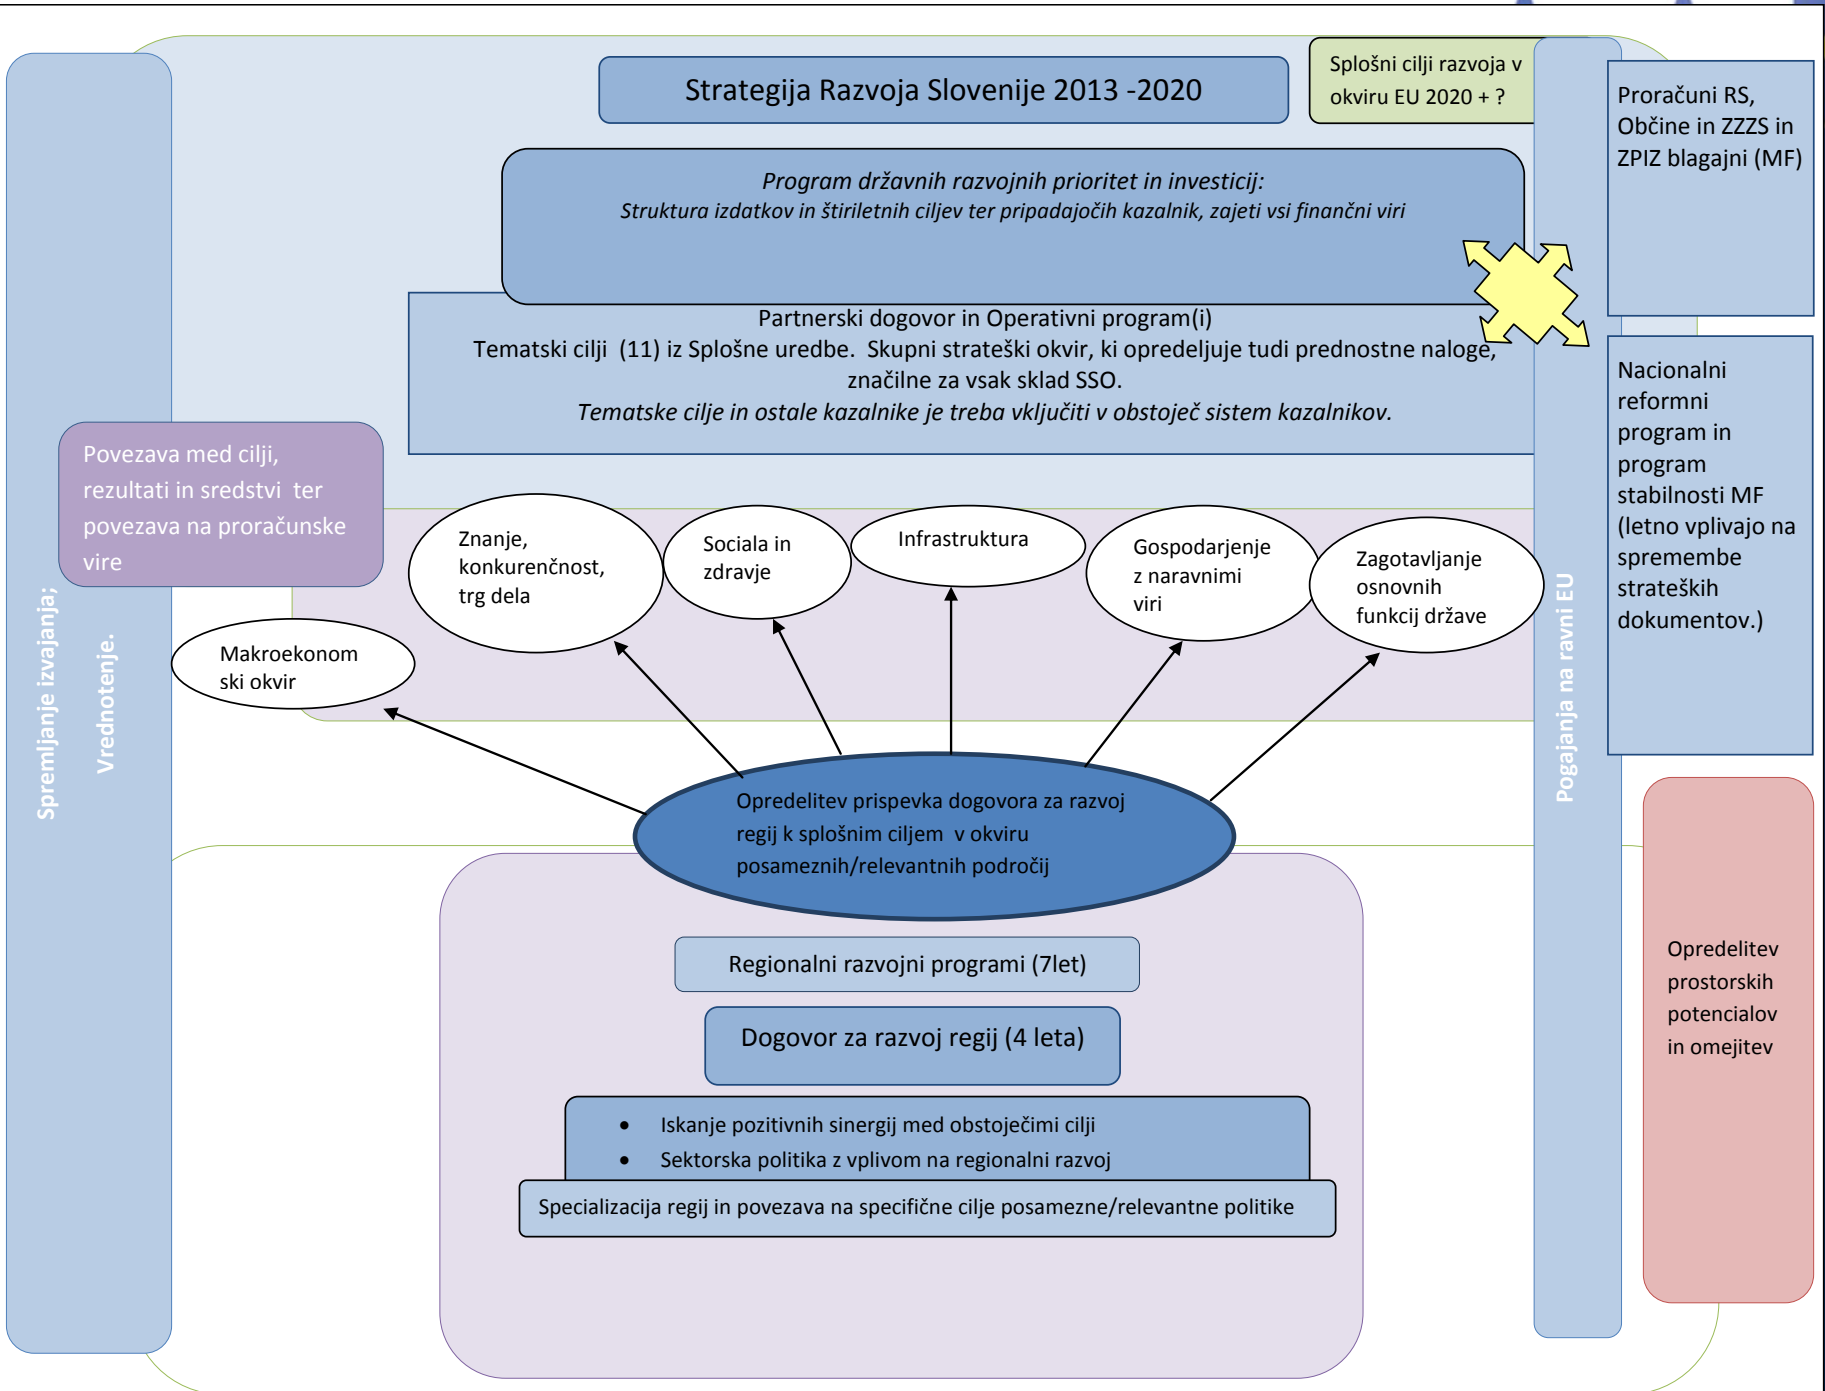 Strategija Razvoja Slovenije 2013 -2020
Splošni cilji razvoja v
okviru EU 2020 + ?
Proračuni RS,
Občine in ZZZS in
ZPIZ blagajni (MF)
Program državnih razvojnih prioritet in investicij:
Struktura izdatkov in štiriletnih ciljev ter pripadajočih kazalnik, zajeti vsi finančni viri
Partnerski dogovor in Operativni program(i)
Tematski cilji (11) iz Splošne uredbe. Skupni strateški okvir, ki opredeljuje tudi prednostne naloge,
značilne za vsak sklad SSO.
Tematske cilje in ostale kazalnike je treba vključiti v obstoječ sistem kazalnikov.
Nacionalni
reformni
program in
program
stabilnosti MF
(letno vplivajo na
spremembe
strateških
dokumentov.)
Povezava med cilji,
rezultati in sredstvi ter
povezava na proračunske
vire
Spremljanje izvajanja;
Vrednotenje.
Makroekonom
ski okvir
Znanje,
konkurenčnost,
trg dela
Sociala in
zdravje
Infrastruktura
Gospodarjenje
z naravnimi
viri
Zagotavljanje
osnovnih
funkcij države
Pogajanja na ravni EU
Opredelitev prispevka dogovora za razvoj
regij k splošnim ciljem v okviru
posameznih/relevantnih področij
Regionalni razvojni programi (7let)
Dogovor za razvoj regij (4 leta)
• Iskanje pozitivnih sinergij med obstoječimi cilji
• Sektorska politika z vplivom na regionalni razvoj
Specializacija regij in povezava na specifične cilje posamezne/relevantne politike
Opredelitev
prostorskih
potencialov
in omejitev